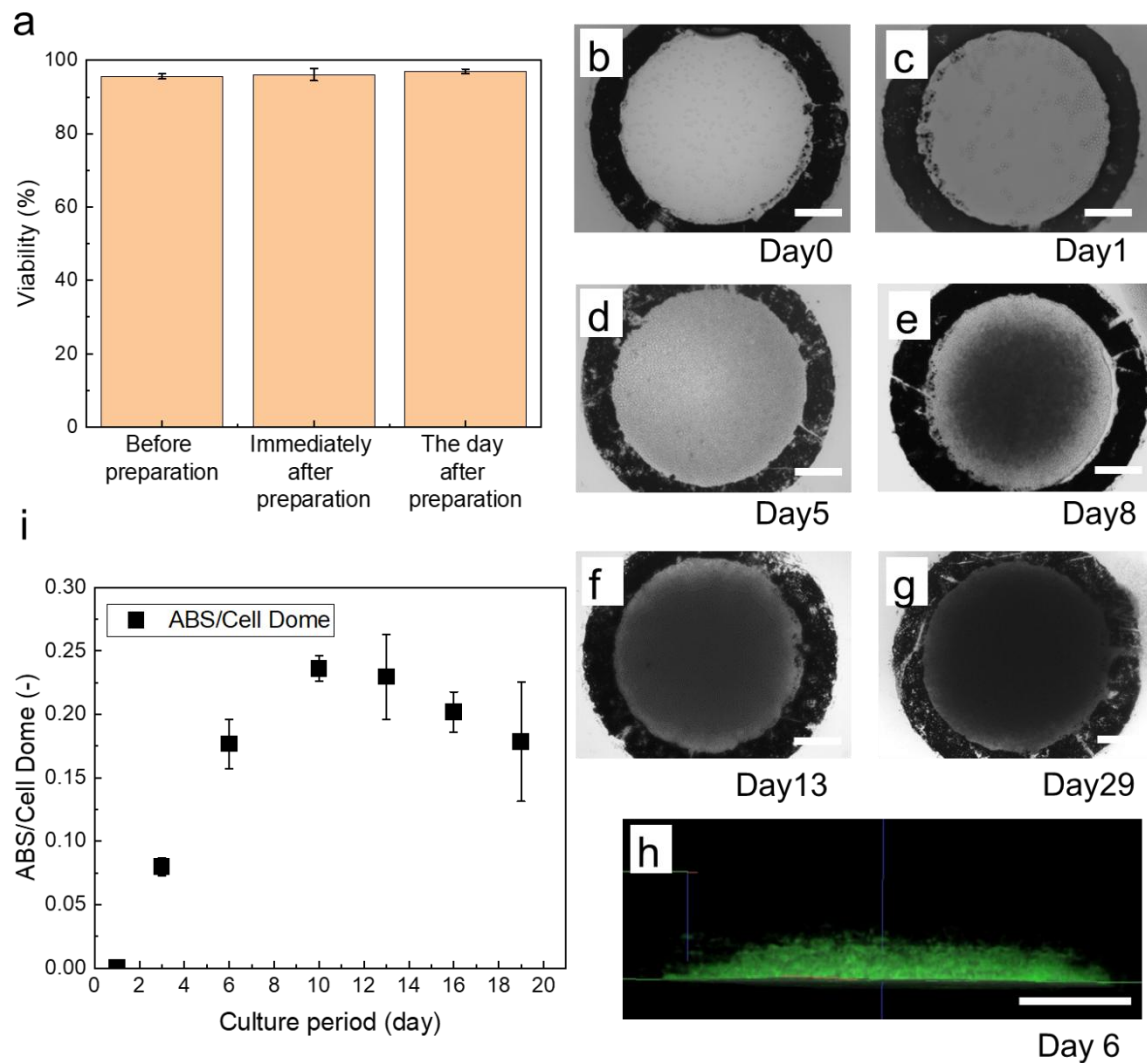 a
100
80
60
40
20
0
Viability (%)
Before
preparation
Immediately
after
preparation
The day
after
preparation
b
Day0
c
Day1
d
Day5
e
Day8
f
Day13
g
Day29
h
Day 6
i
0.30
0.25
0.20
0.15
0.10
0.05
0.00
ABS/Cell Dome (-)
ABS/Cell Dome
0 2 4 6 8 10 12 14 16 18 20
Culture period (day)